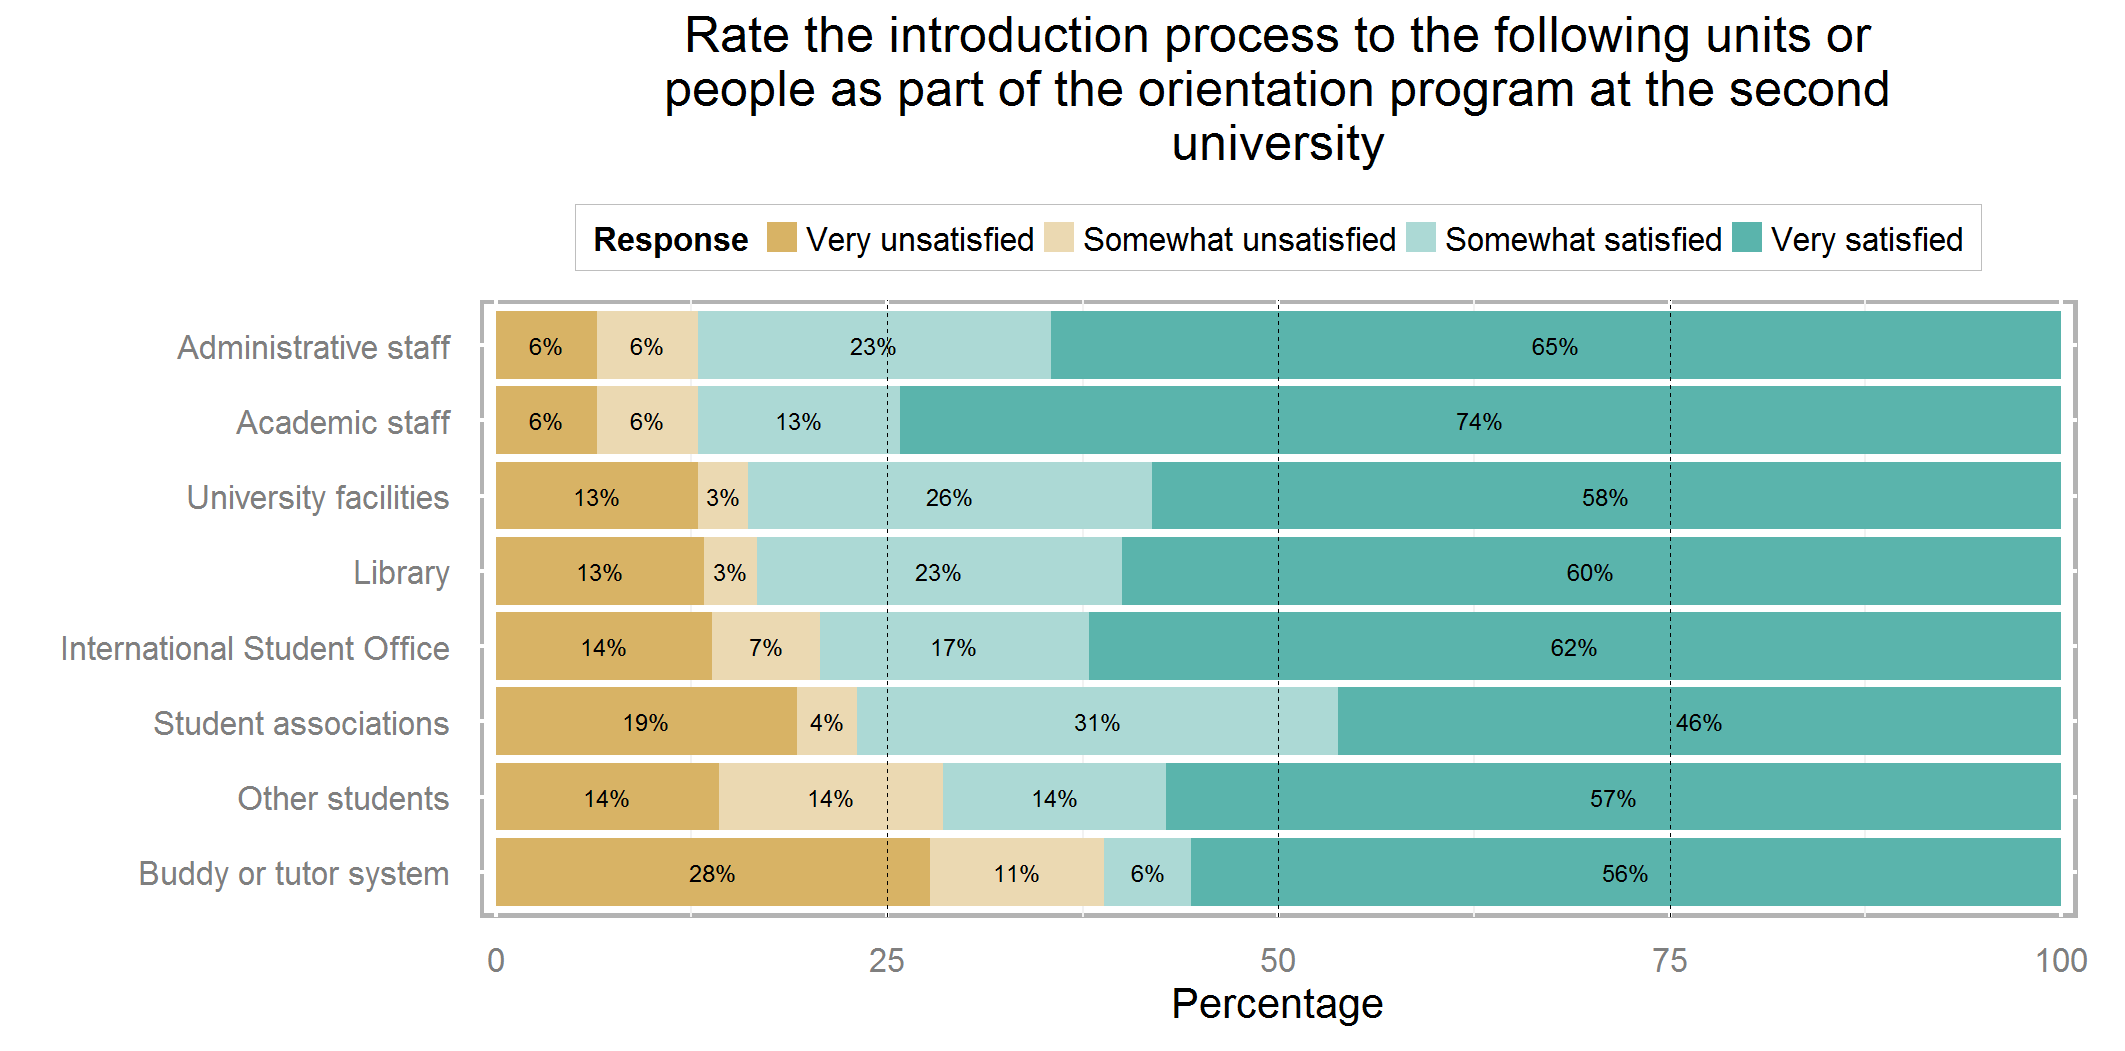 Rate the introduction process to the following units or
people as part of the orientation program at the second
university
Response Very unsatisfied Somewhat unsatisfied Somewhat satisfied Very satisfied
Administrative staff 6% 6% 23% 65%
Academic staff 6% 6% 13% 74%
University facilities 13% 3% 26% 58%
Library 13% 3% 23% 60%
International Student Office 14% 7% 17% 62%
Student associations 19% 4% 31% 46%
Other students 14% 14% 14% 57%
Buddy or tutor system 28% 11% 6% 56%
0 25 50 75 100
Percentage